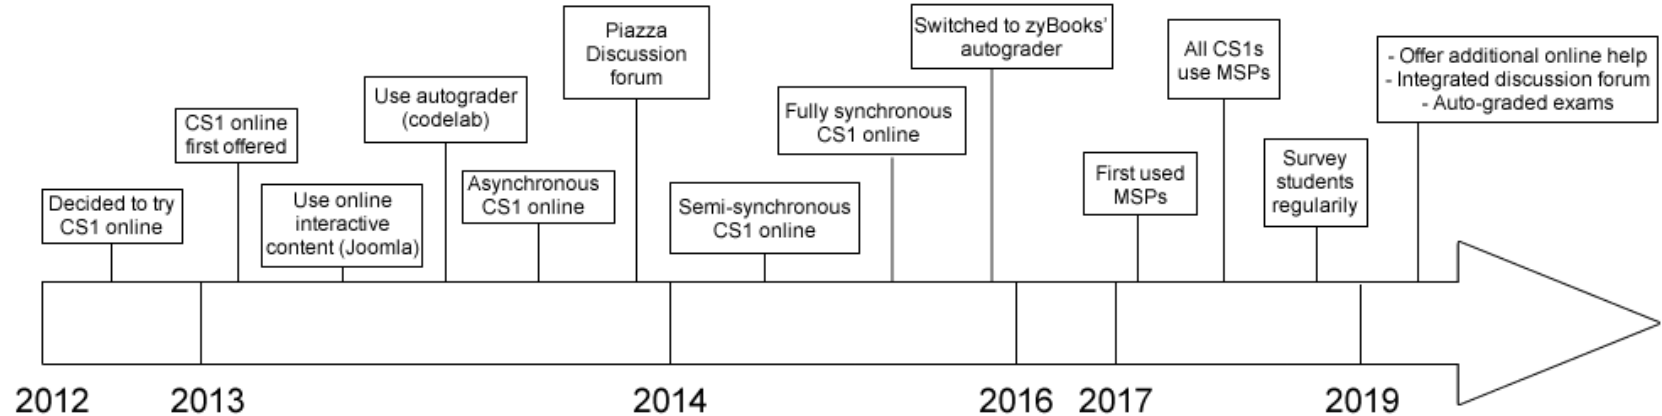 Decided to try
CS1 online
CS1 online
first offered
Use online
interactive
content (Joomla)
Use autograder
(codelab)
Asynchronous
CS1 online
Piazza
Discussion
forum
Semi-synchronous
CS1 online
Fully synchronous
CS1 online
Switched to zyBooks'
autograder
First used
MSPs
All CS1s
use MSPs
Survey
students
regularily
- Offer additional online help
- Integrated discussion forum
- Auto-graded exams
2012
2013
2014
2016
2017
2019